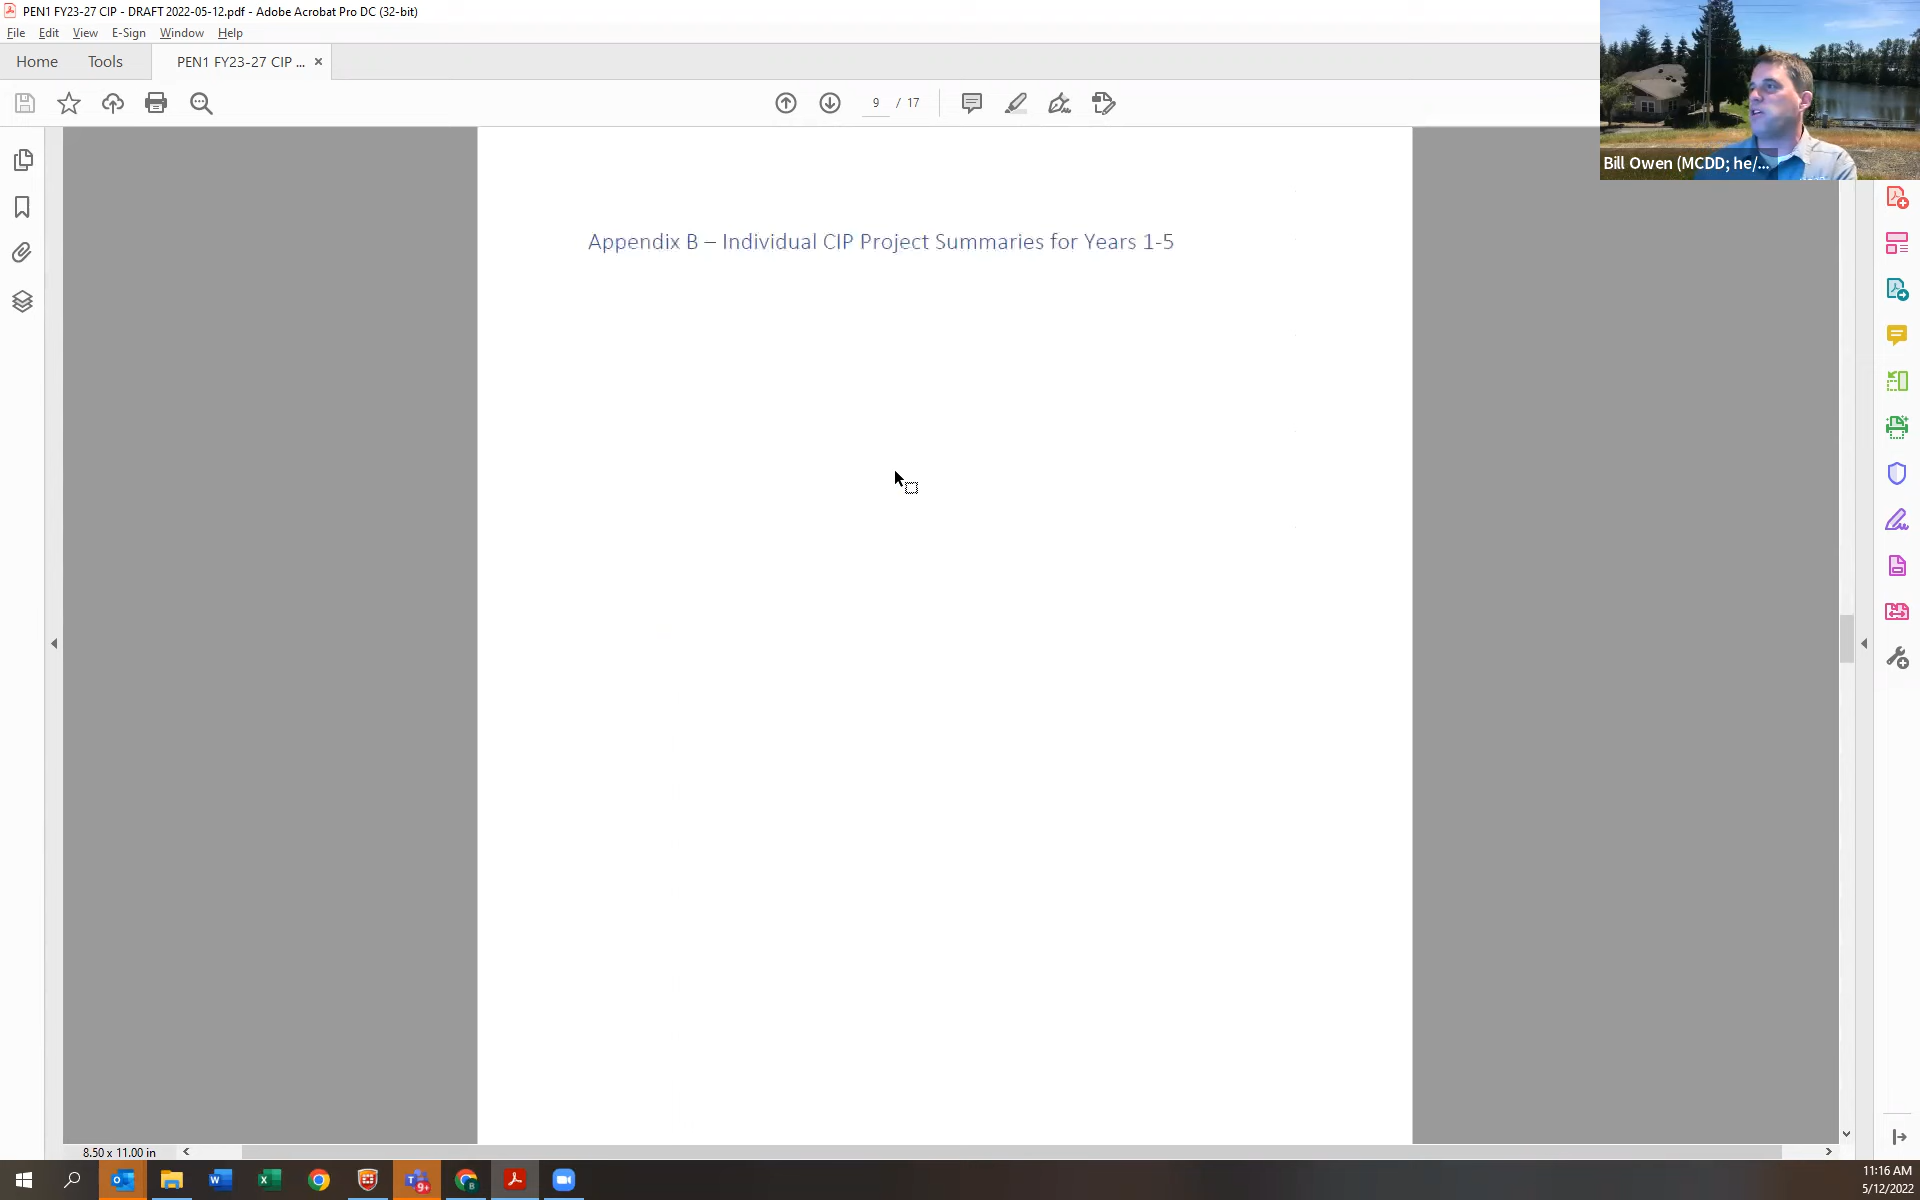 PEN1 FY23-27 CIP - DRAFT 2022-05-12.pdf - Adobe Acrobat Pro DC (32-bit)
File Edit View E-Sign Window Help
Home Tools PEN1 FY23-27 CIP ... ×
9 / 17
Bill Owen (MCDD; he/...
Appendix B – Individual CIP Project Summaries for Years 1-5
8.50 x 11.00 in
9+
11:16 AM
5/12/2022